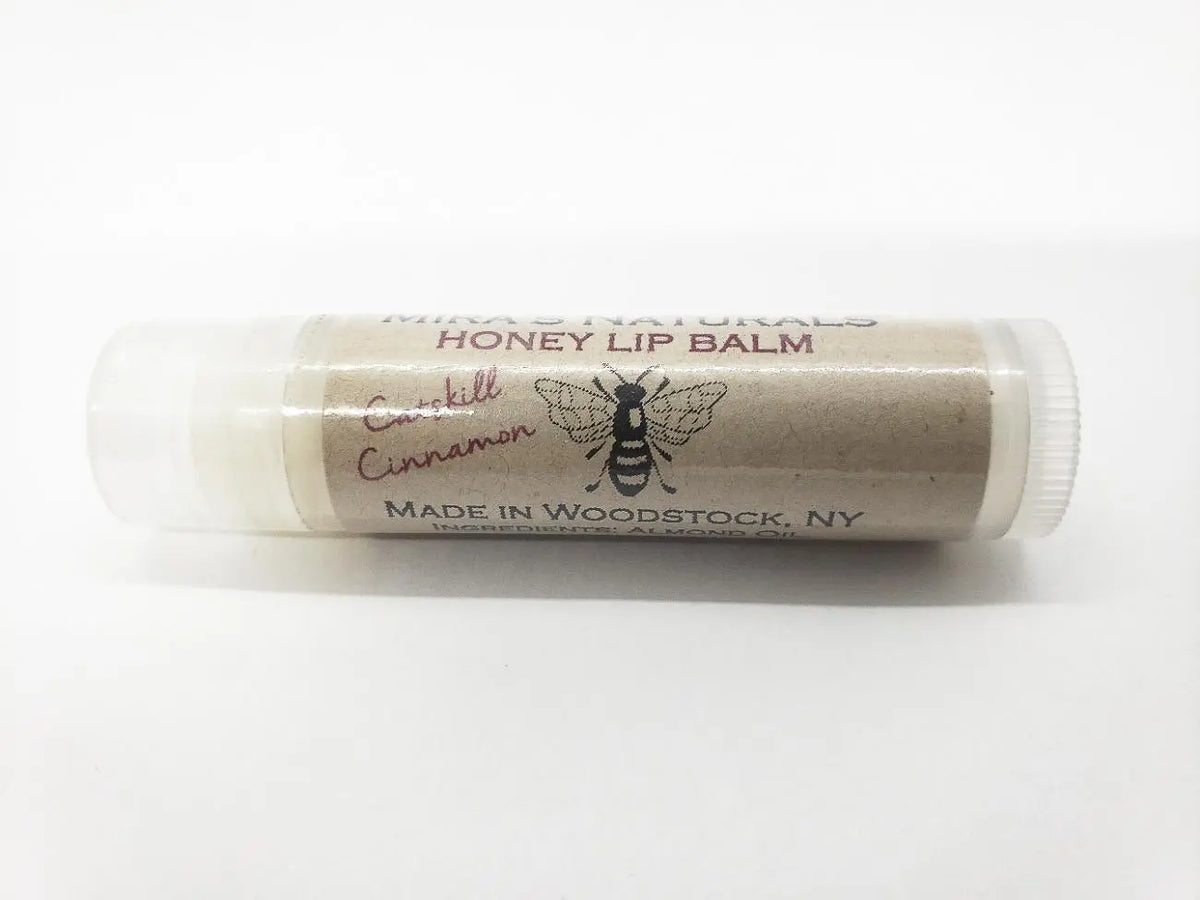 MIRA'S NATURALS
HONEY LIP BALM
Catskill
Cinnamon
MADE IN WOODSTOCK, NY
INGREDIENTS: ALMOND OIL